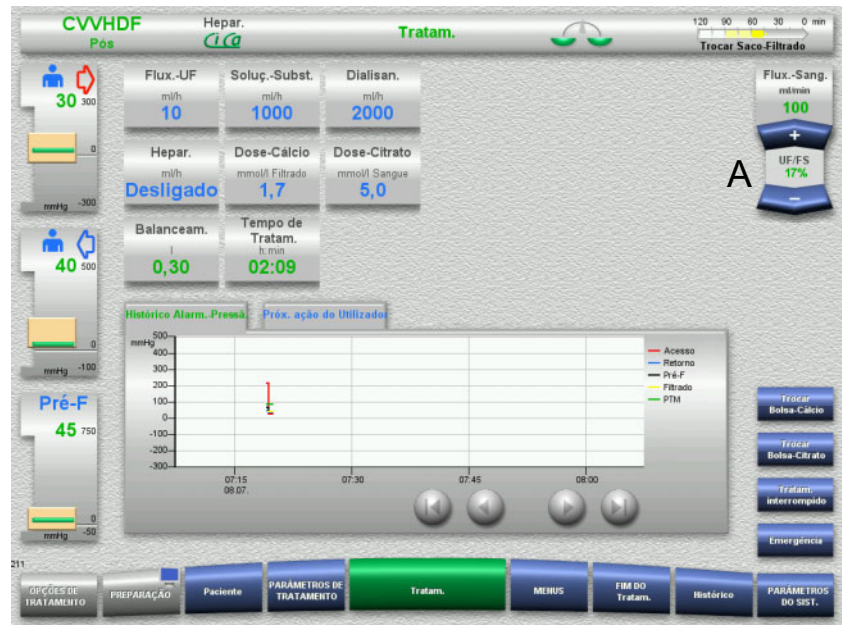 CVVHDF
Pós
Hepar.
CiCa
Tratam.
120 90 60 30 0 min
Trocar Saco-Filtrado
30
300
0
-300
mmHg
40
500
0
-100
mmHg
Pré-F
45
750
0
-50
mmHg
Flux.-UF
ml/h
10
Soluç.-Subst.
ml/h
1000
Dialisan.
ml/h
2000
Hepar.
ml/h
Desligado
Dose-Cálcio
mmol/l Filtrado
1,7
Dose-Citrato
mmol/l Sangue
5,0
Balanceam.
l
0,30
Tempo de
Tratam.
h:min
02:09
Flux.-Sang.
ml/min
100
+
UF/FS
17%
–
A
Histórico Alarm.-Pressã.
Próx. ação do Utilizador
mmHg
500
400
300
200
100
0
-100
-200
-300
07:15 07:30 07:45 08:00
08.07.
Acesso
Retorno
Pré-F
Filtrado
PTM
Trocar
Bolsa-Cálcio
Trocar
Bolsa-Citrato
Tratam.
interrompido
Emergência
211
OPÇÕES DE
TRATAMENTO
PREPARAÇÃO
Paciente
PARÂMETROS DE
TRATAMENTO
Tratam.
MENUS
FIM DO
Tratam.
Histórico
PARÂMETROS
DO SIST.